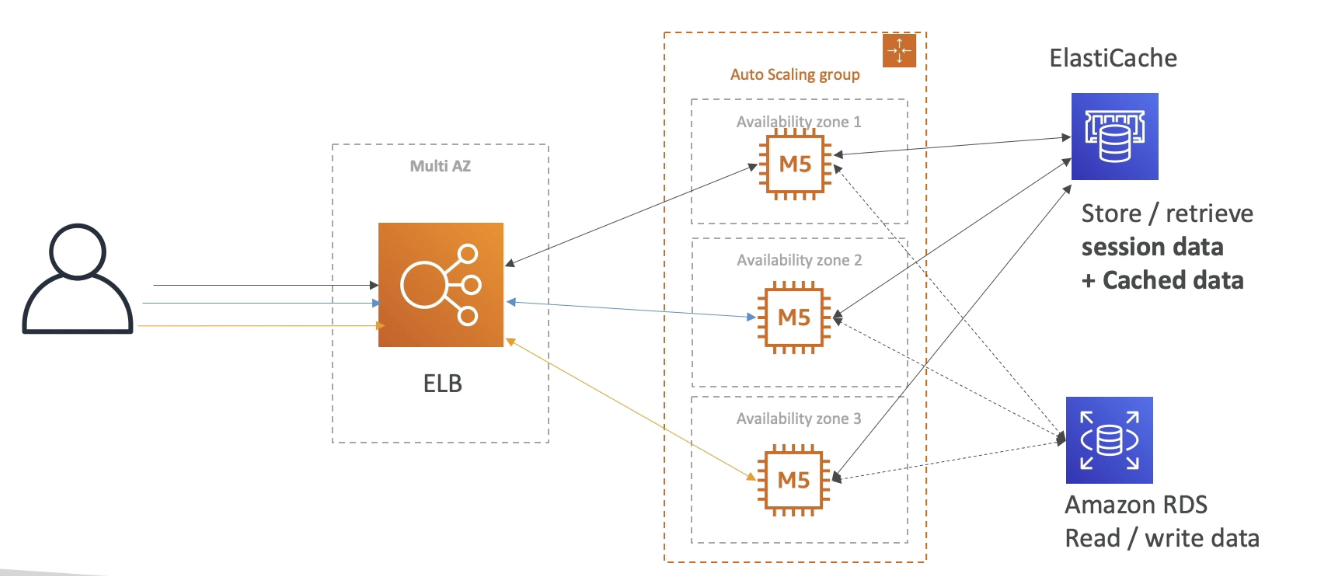 ElastiCache
Auto Scaling group
Availability zone 1
M5
Multi AZ
Store / retrieve
session data
+ Cached data
Availability zone 2
M5
ELB
Availability zone 3
M5
Amazon RDS
Read / write data